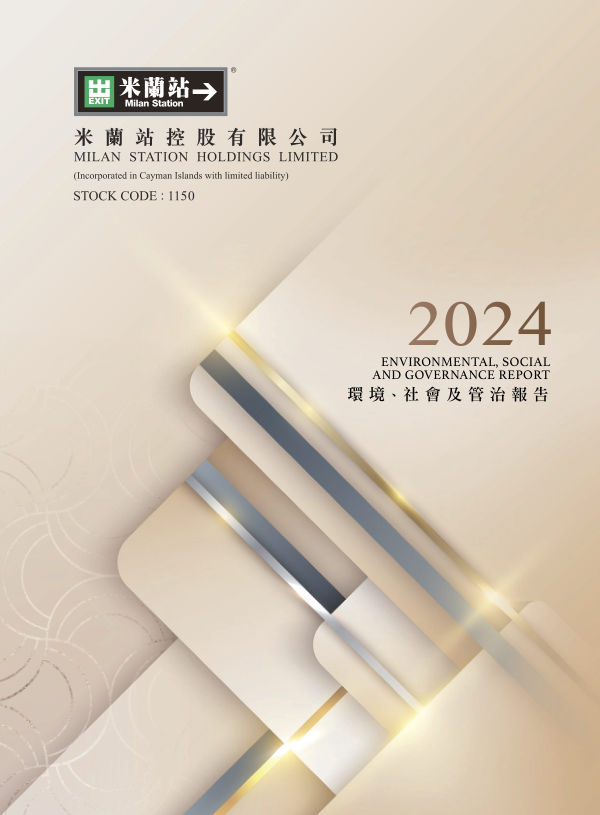 EXIT
米蘭站
Milan Station
®
米蘭站控股有限公司
MILAN STATION HOLDINGS LIMITED
(Incorporated in Cayman Islands with limited liability)
STOCK CODE : 1150
2024
ENVIRONMENTAL, SOCIAL
AND GOVERNANCE REPORT
環境、社會及管治報告